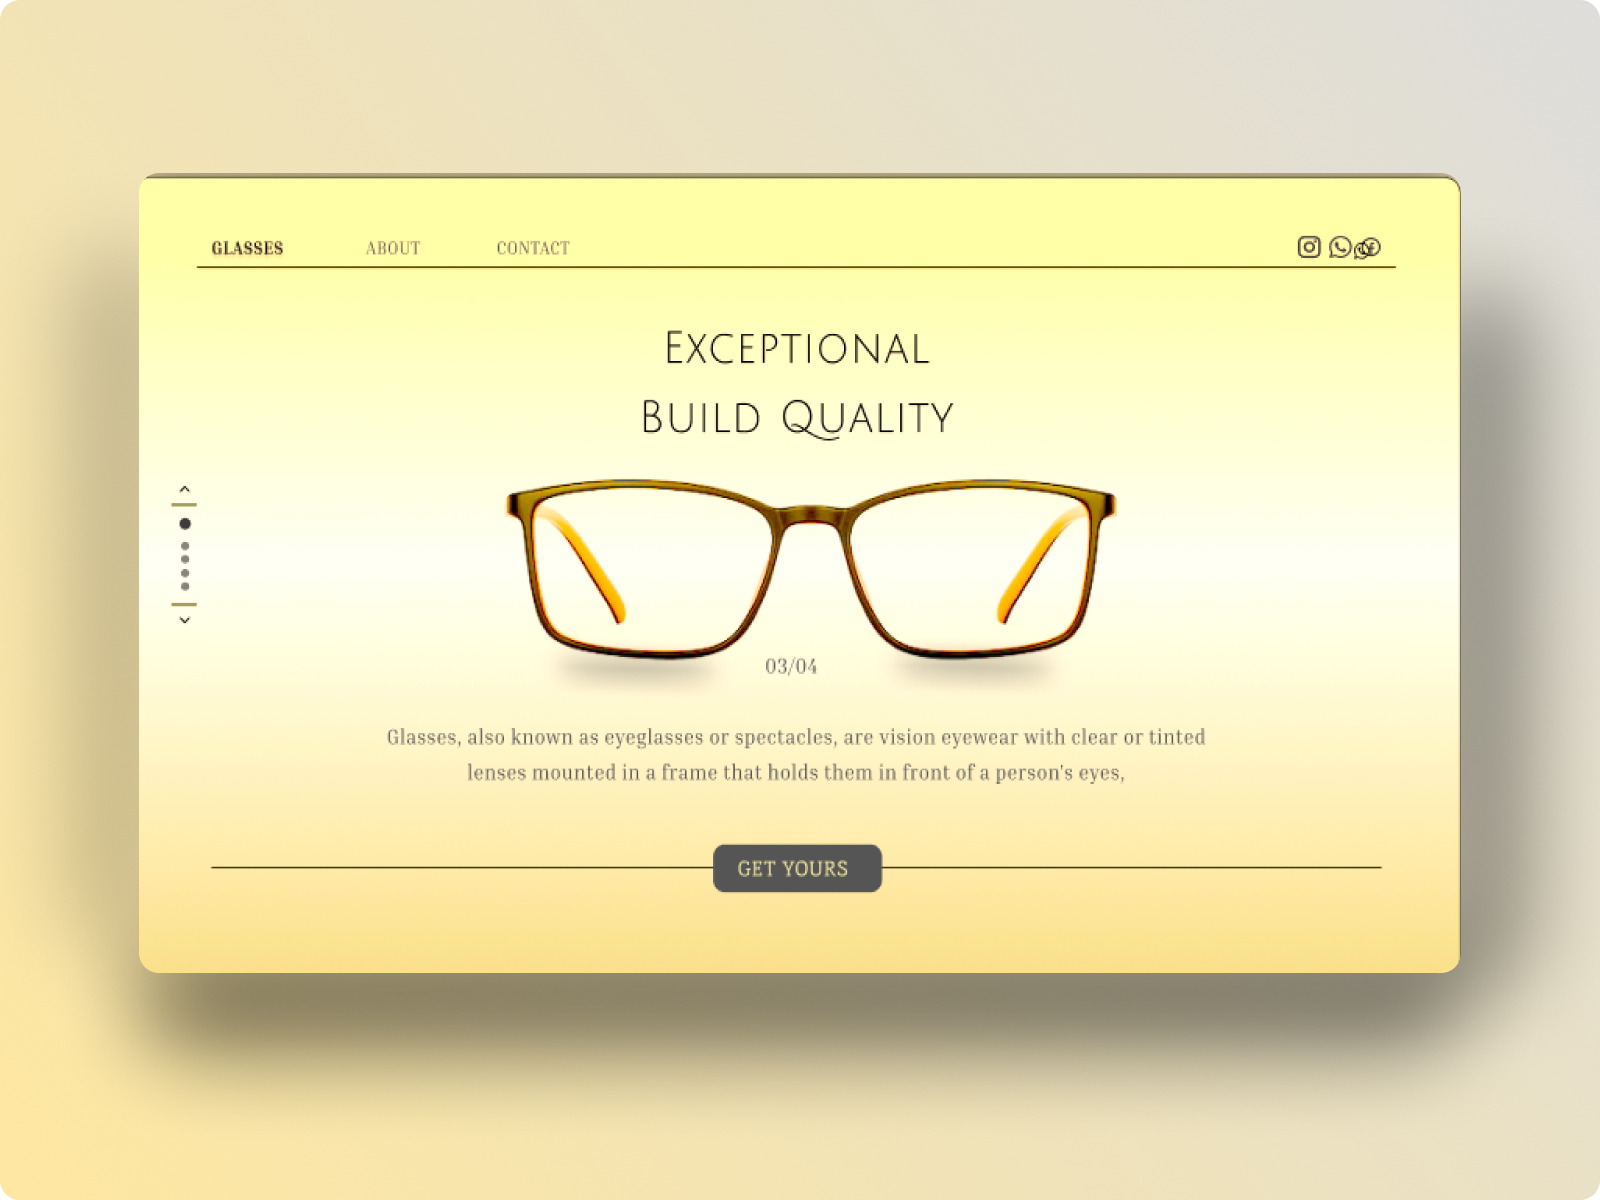 GLASSES ABOUT CONTACT
Exceptional
Build Quality
03/04
Glasses, also known as eyeglasses or spectacles, are vision eyewear with clear or tinted
lenses mounted in a frame that holds them in front of a person's eyes,
GET YOURS